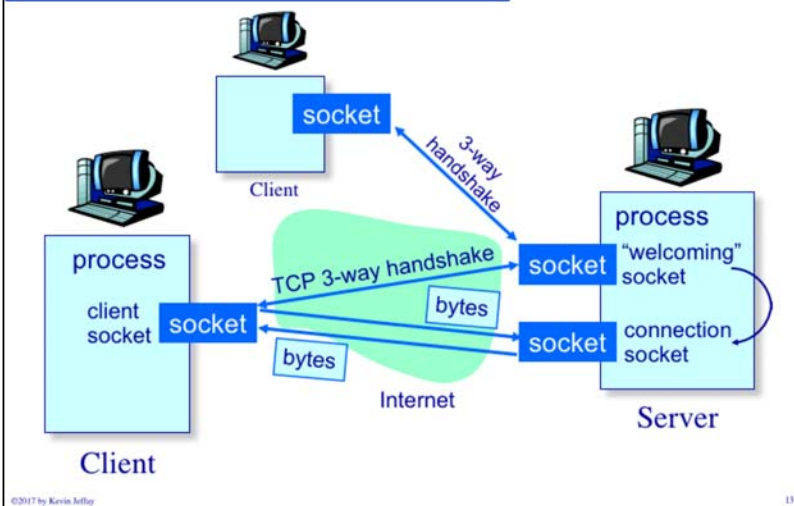 socket
Client
3-way
handshake
process
client
socket
socket
TCP 3-way handshake
bytes
bytes
Internet
process
socket
"welcoming"
socket
socket
connection
socket
Server
Client
©2017 by Kevin Jeffay
13